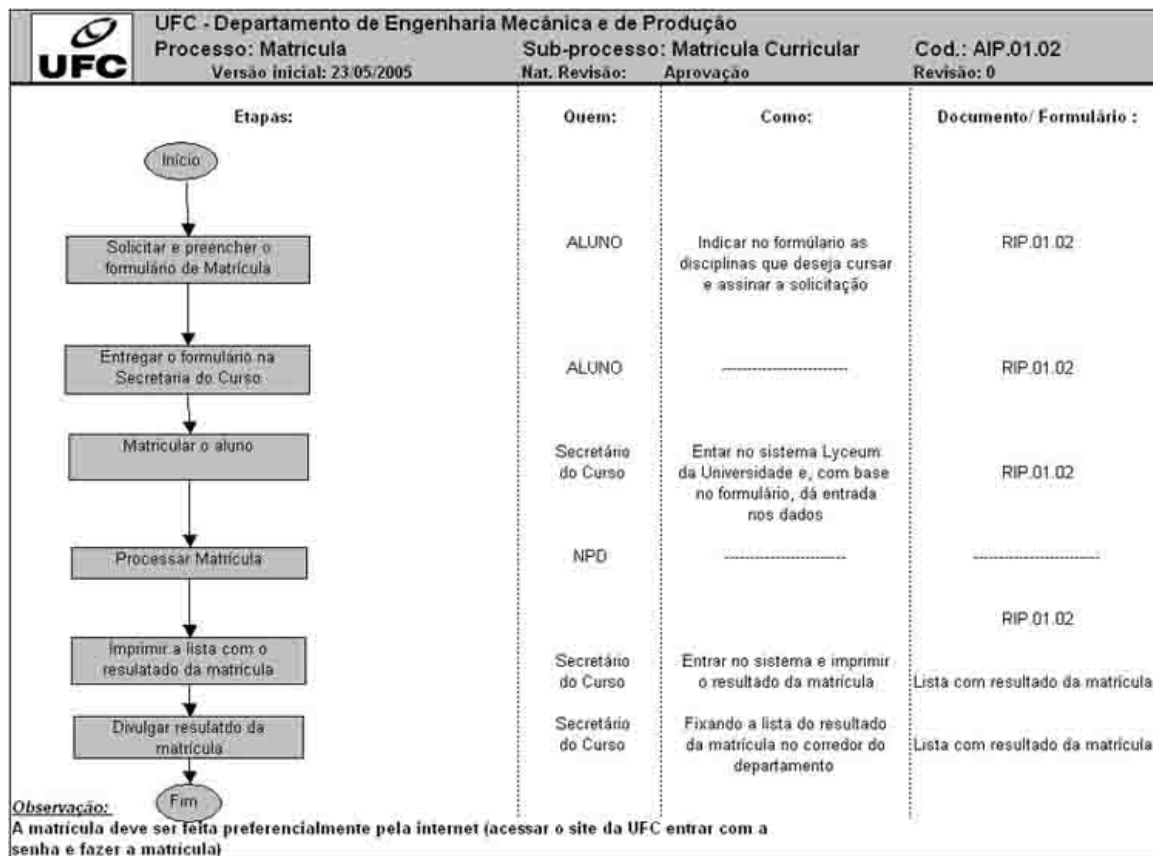 UFC
UFC - Departamento de Engenharia Mecânica e de Produção
Processo: Matrícula Sub-processo: Matrícula Curricular Cod.: AIP.01.02
Versão inicial: 23/05/2005 Nat. Revisão: Aprovação Revisão: 0
Etapas: Quem: Como: Documento/ Formulário :
Início
Solicitar e preencher o
formulário de Matrícula
ALUNO
Indicar no formúlario as
disciplinas que deseja cursar
e assinar a solicitação
RIP.01.02
Entregar o formulário na
Secretaria do Curso
ALUNO
-------------------------
RIP.01.02
Matricular o aluno
Secretário
do Curso
Entar no sistema Lyceum
da Universidade e, com base
no formulário, dá entrada
nos dados
RIP.01.02
Processar Matrícula
NPD
-------------------------
-------------------------
RIP.01.02
Imprimir a lista com o
resulatado da matrícula
Secretário
do Curso
Entrar no sistema e imprimir
o resultado da matrícula
Lista com resultado da matrícula
Divulgar resulatdo da
matrícula
Secretário
do Curso
Fixando a lista do resultado
da matrícula no corredor do
departamento
Lista com resultado da matrícula
Fim
Observação:
A matrícula deve ser feita preferencialmente pela internet (acessar o site da UFC entrar com a
senha e fazer a matrícula)